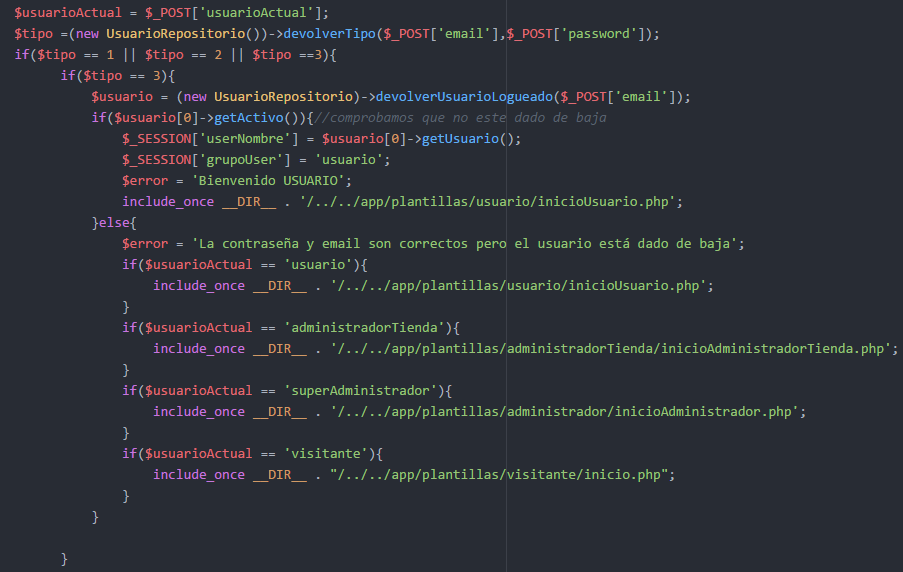 $usuarioActual = $_POST['usuarioActual'];
$tipo =(new UsuarioRepositorio())->devolverTipo($_POST['email'],$_POST['password']);
if($tipo == 1 || $tipo == 2 || $tipo ==3){
if($tipo == 3){
$usuario = (new UsuarioRepositorio)->devolverUsuarioLogueado($_POST['email']);
if($usuario[0]->getActivo()){//comprobamos que no este dado de baja
$_SESSION['userNombre'] = $usuario[0]->getUsuario();
$_SESSION['grupoUser'] = 'usuario';
$error = 'Bienvenido USUARIO';
include_once __DIR__ . '/../../app/plantillas/usuario/inicioUsuario.php';
}else{
$error = 'La contraseña y email son correctos pero el usuario está dado de baja';
if($usuarioActual == 'usuario'){
include_once __DIR__ . '/../../app/plantillas/usuario/inicioUsuario.php';
}
if($usuarioActual == 'administradorTienda'){
include_once __DIR__ . '/../../app/plantillas/administradorTienda/inicioAdministradorTienda.php';
}
if($usuarioActual == 'superAdministrador'){
include_once __DIR__ . '/../../app/plantillas/administrador/inicioAdministrador.php';
}
if($usuarioActual == 'visitante'){
include_once __DIR__ . "/../../app/plantillas/visitante/inicio.php";
}
}
}